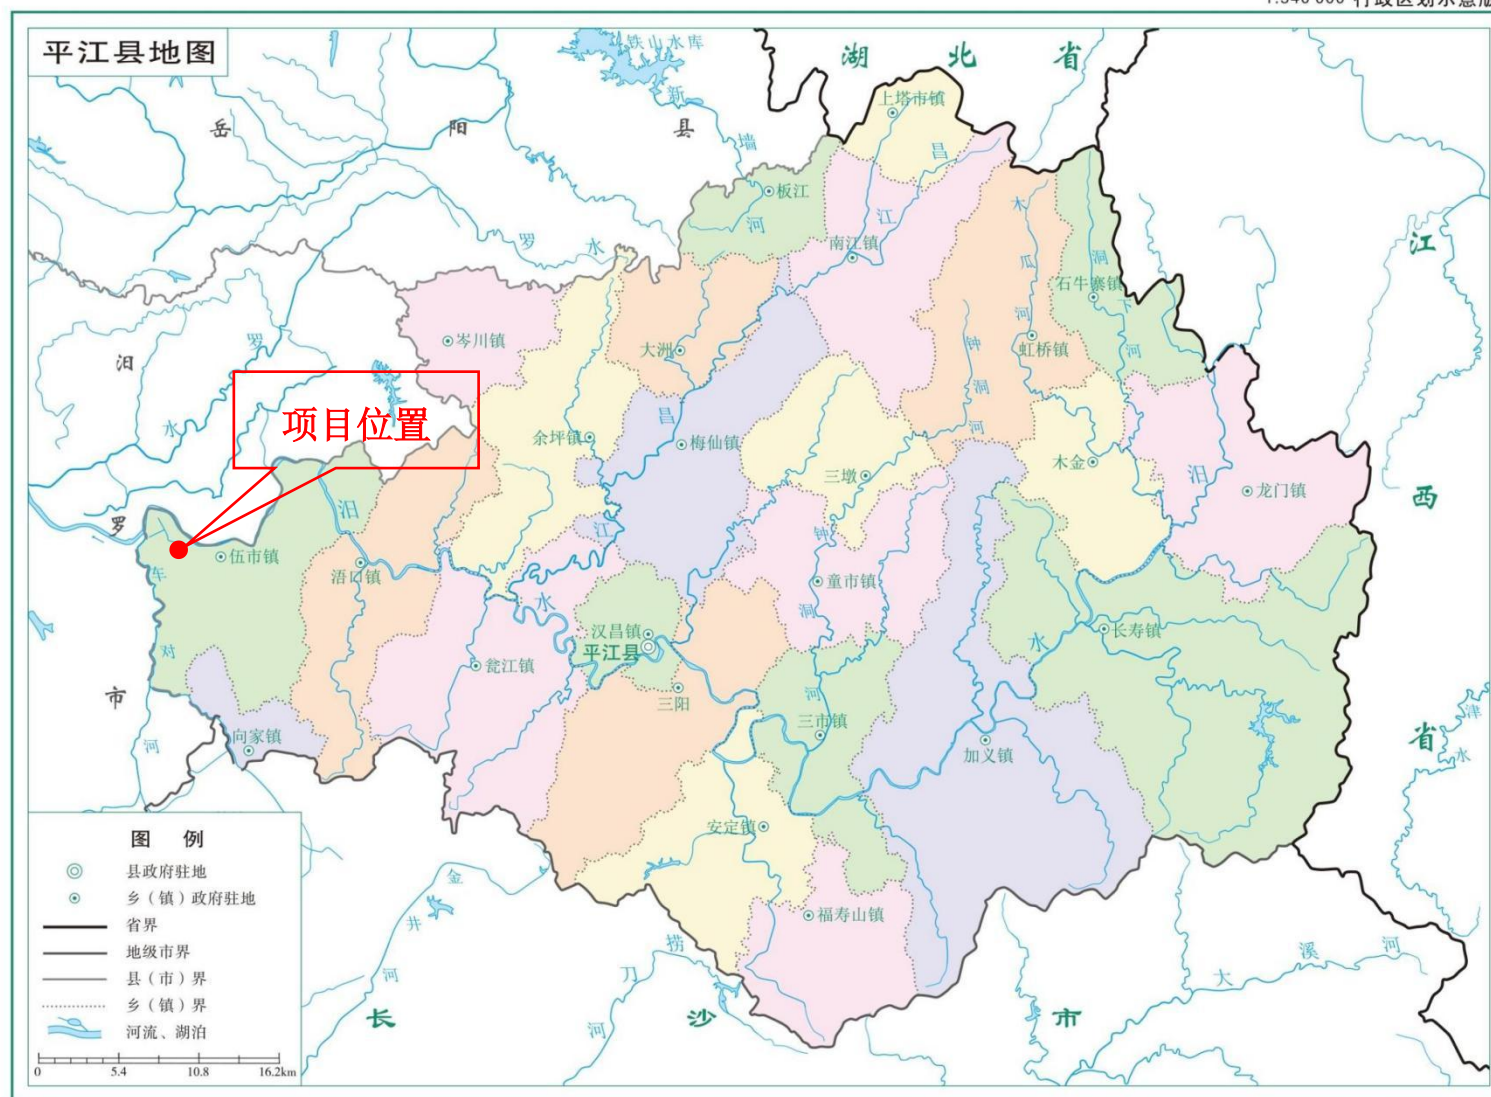 平江县地图
湖北省
江西省
长沙市
岳阳县
汨罗市
铁山水库
新墙河
罗水
罗水
上塔市镇
板江
昌江
南江镇
木瓜河
洞下河
石牛寨镇
虹桥镇
钟洞河
岑川镇
大洲
昌江
余坪镇
梅仙镇
三墩
木金
汨水
龙门镇
项目位置
汨水
伍市镇
浯口镇
车对河
钟洞河
童市镇
汉昌镇
平江县
瓮江镇
三阳
三市镇
长寿镇
加义镇
向家镇
安定镇
福寿山镇
金井河
捞刀河
大溪河
津水
图 例
县政府驻地
乡（镇）政府驻地
省界
地级市界
县（市）界
乡（镇）界
河流、湖泊
0 5.4 10.8 16.2km